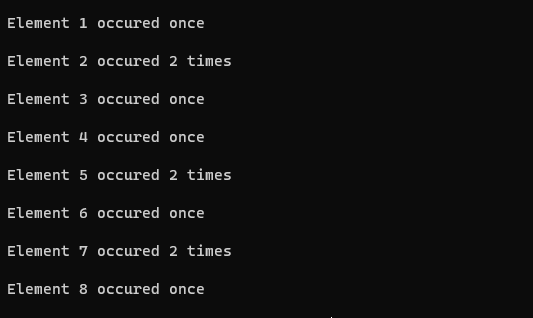 Element 1 occured once
Element 2 occured 2 times
Element 3 occured once
Element 4 occured once
Element 5 occured 2 times
Element 6 occured once
Element 7 occured 2 times
Element 8 occured once